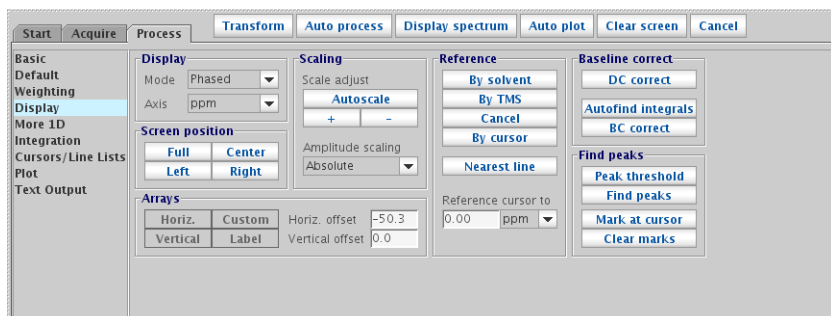 Start Acquire Process Transform Auto process Display spectrum Auto plot Clear screen Cancel
Basic
Default
Weighting
Display
More 1D
Integration
Cursors/Line Lists
Plot
Text Output
Display
Mode Phased
Axis ppm
Screen position
Full Center
Left Right
Scaling
Scale adjust
Autoscale
+ -
Amplitude scaling
Absolute
Arrays
Horiz. Custom Horiz. offset -50.3
Vertical Label Vertical offset 0.0
Reference
By solvent
By TMS
Cancel
By cursor
Nearest line
Reference cursor to
0.00 ppm
Baseline correct
DC correct
Autofind integrals
BC correct
Find peaks
Peak threshold
Find peaks
Mark at cursor
Clear marks